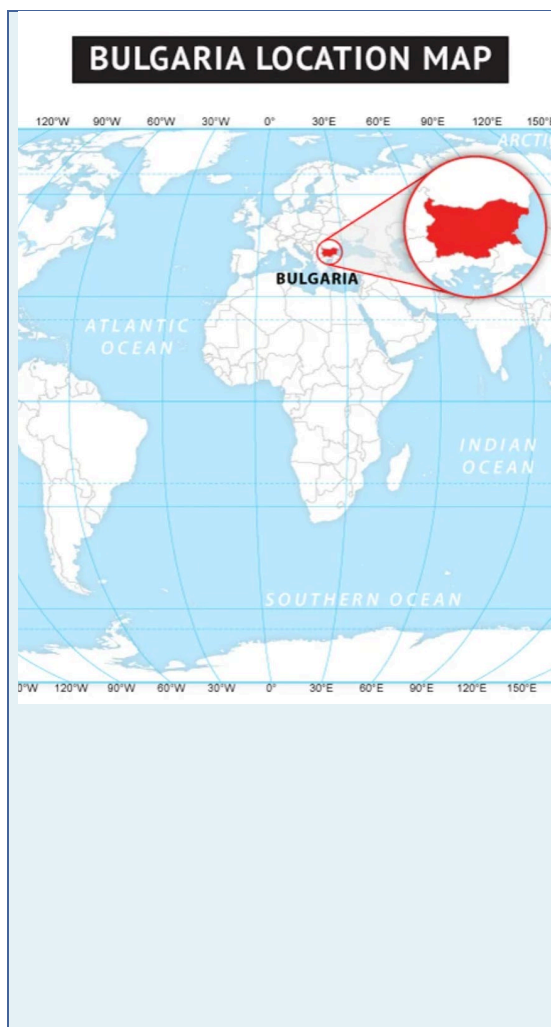 BULGARIA LOCATION MAP
120°W 90°W 60°W 30°W 0° 30°E 60°E 90°E 120°E
BULGARIA
ATLANTIC
OCEAN
INDIAN
OCEAN
SOUTHERN OCEAN
120°W 90°W 60°W 30°W 0° 30°E 60°E 90°E 120°E 150°E